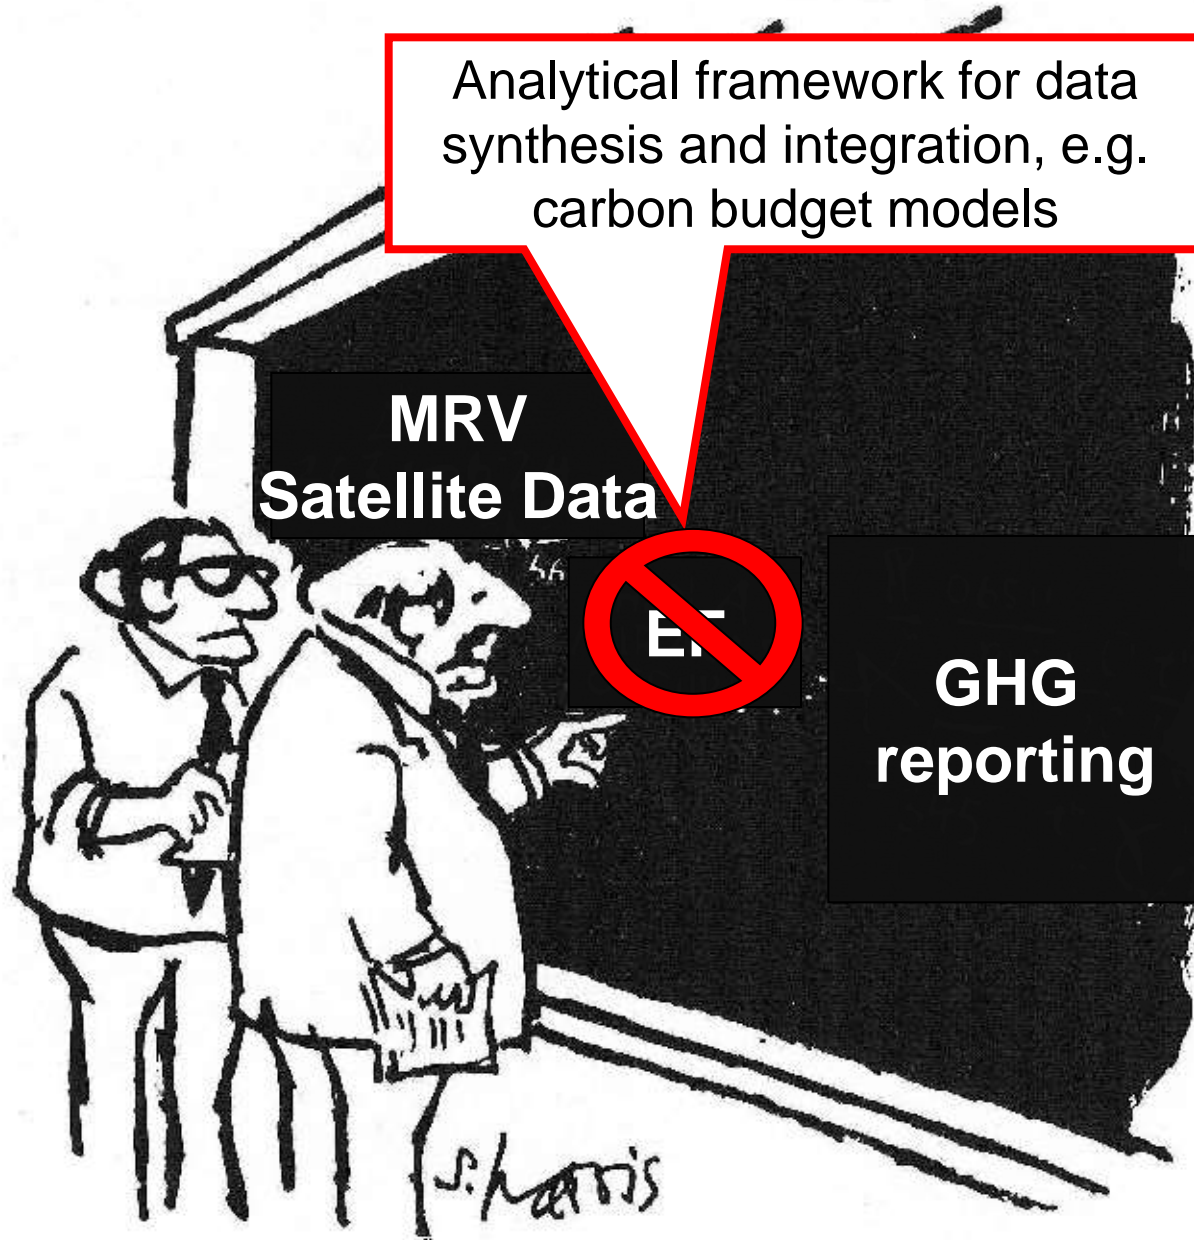 Analytical framework for data
synthesis and integration, e.g.
carbon budget models
MRV
Satellite Data
EF
GHG
reporting
S. Harris